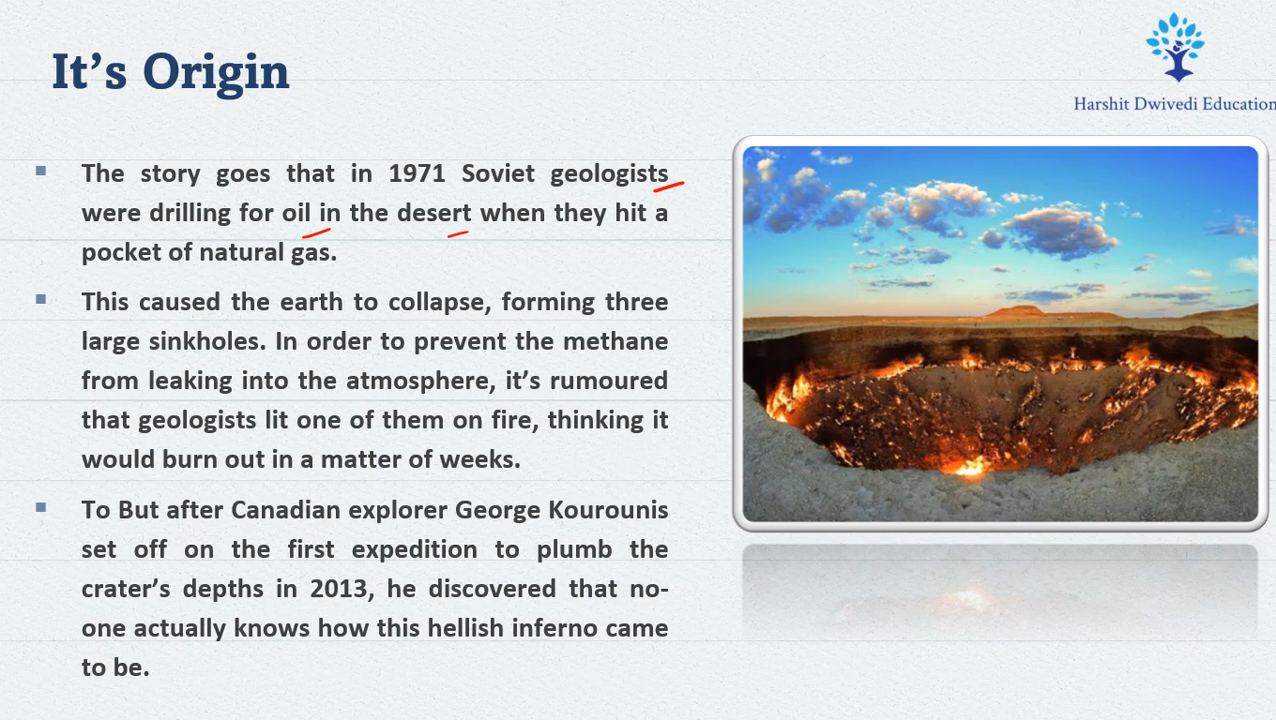 It's Origin
Harshit Dwivedi Education
The story goes that in 1971 Soviet geologists
were drilling for oil in the desert when they hit a
pocket of natural gas.
This caused the earth to collapse, forming three
large sinkholes. In order to prevent the methane
from leaking into the atmosphere, it's rumoured
that geologists lit one of them on fire, thinking it
would burn out in a matter of weeks.
To But after Canadian explorer George Kourounis
set off on the first expedition to plumb the
crater's depths in 2013, he discovered that no-
one actually knows how this hellish inferno came
to be.